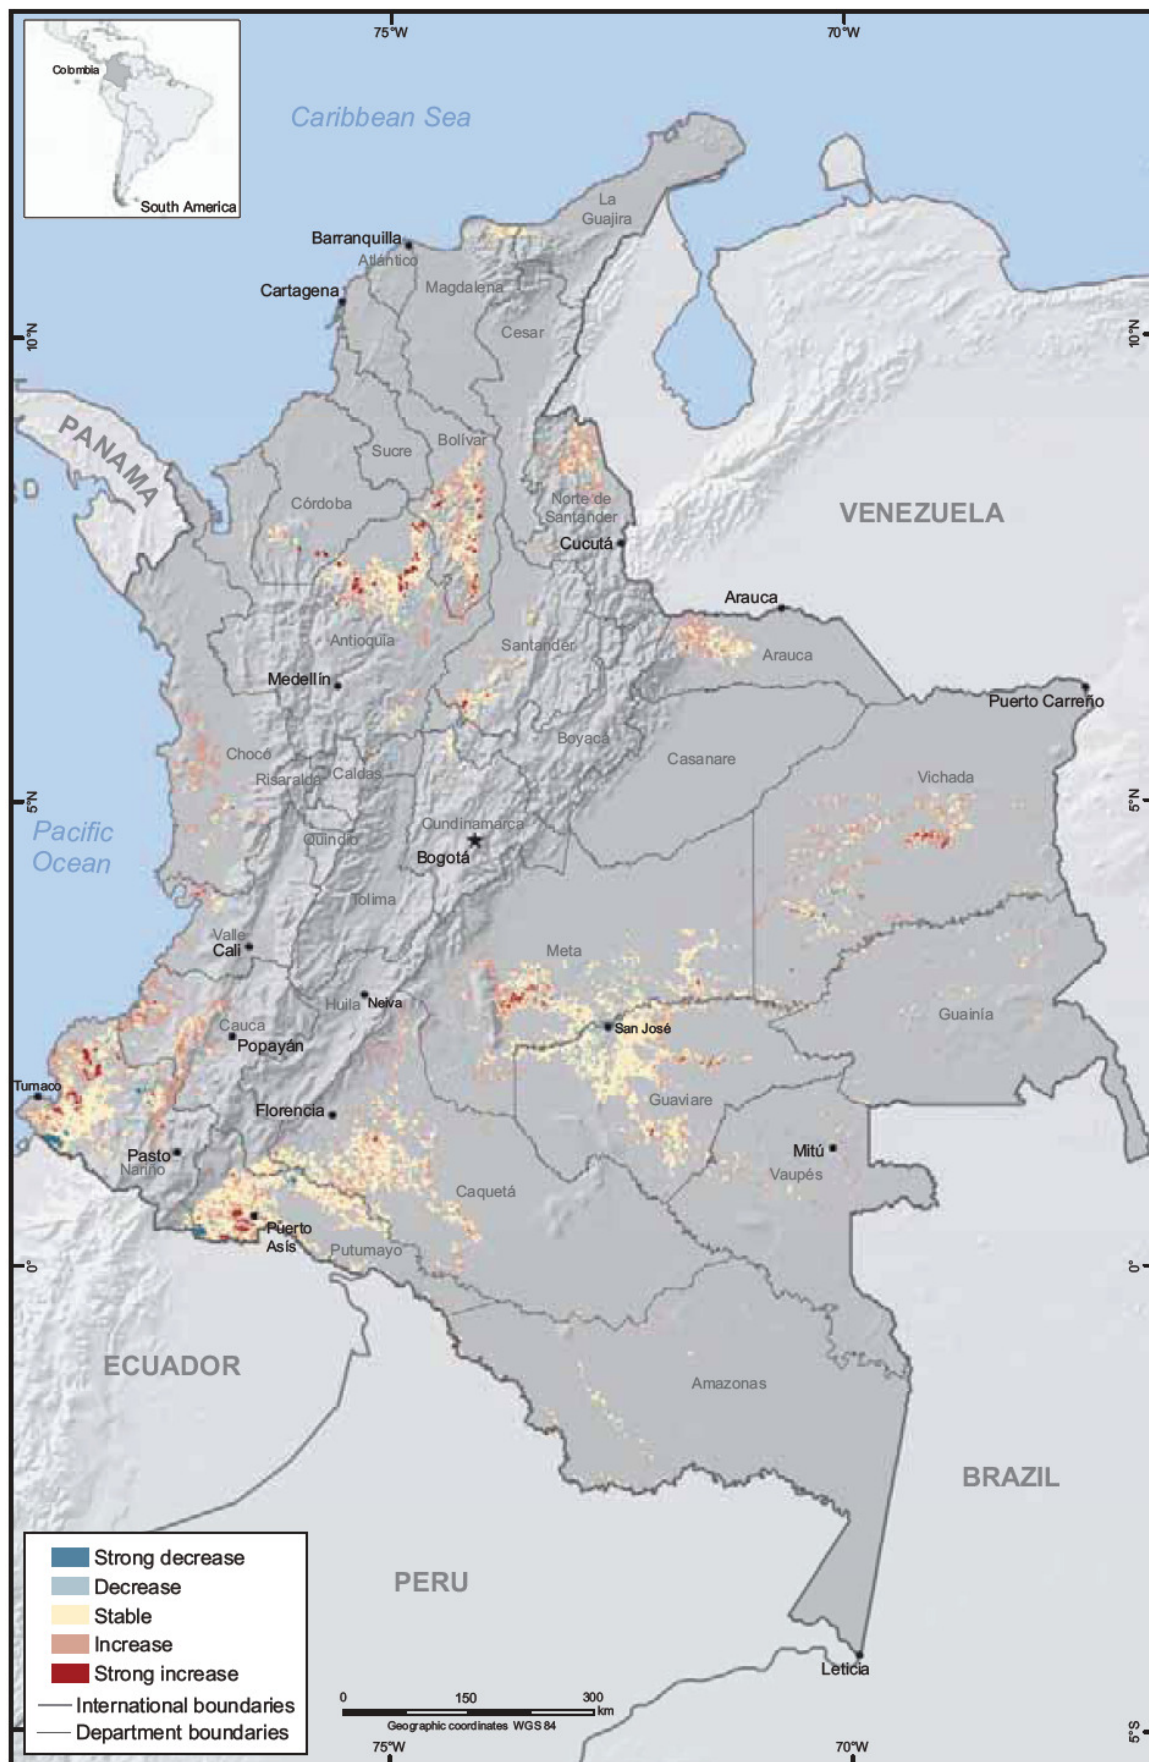 75°W
70°W
Colombia
South America
Caribbean Sea
La
Guajira
Barranquilla
Atlántico
Magdalena
Cartagena
Cesar
10°N
10°N
PANAMA
Sucre
Bolívar
Córdoba
Norte de
Santander
Cucutá
VENEZUELA
Arauca
Antioquía
Santander
Arauca
Medellín
Puerto Carreño
Chocó
Boyacá
Casanare
Risaralda
Caldas
Vichada
5°N
5°N
Pacific
Ocean
Cundinamarca
Quindío
Bogotá
Tolima
Valle
Cali
Meta
Huila
Neiva
Guainía
Cauca
Popayán
San José
Tumaco
Florencia
Guaviare
Pasto
Nariño
Mitú
Vaupés
Caquetá
Puerto
Asís
Putumayo
0°
0°
ECUADOR
Amazonas
BRAZIL
PERU
Strong decrease
Decrease
Stable
Increase
Strong increase
International boundaries
Department boundaries
0
150
300
km
Geographic coordinates WGS 84
Leticia
5°S
75°W
70°W